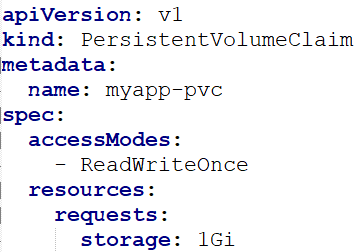 apiVersion: v1
kind: PersistentVolumeClaim
metadata:
  name: myapp-pvc
spec:
  accessModes:
    - ReadWriteOnce
  resources:
    requests:
      storage: 1Gi